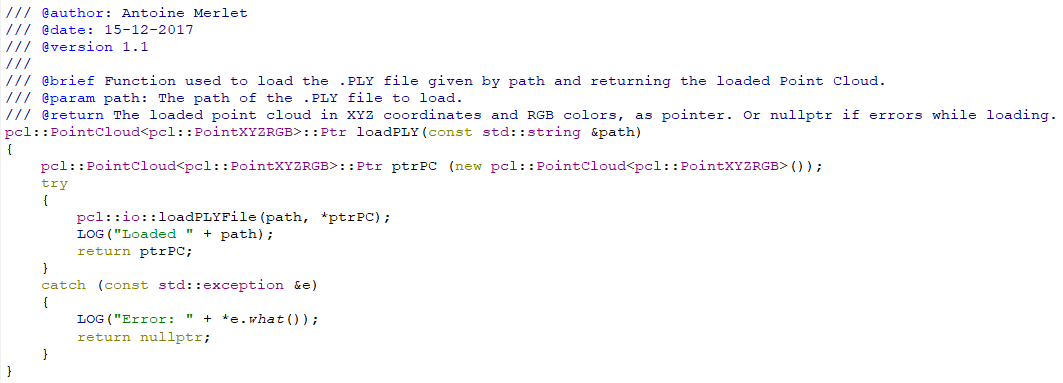 /// @author: Antoine Merlet
/// @date: 15-12-2017
/// @version 1.1
///
/// @brief Function used to load the .PLY file given by path and returning the loaded Point Cloud.
/// @param path: The path of the .PLY file to load.
/// @return The loaded point cloud in XYZ coordinates and RGB colors, as pointer. Or nullptr if errors while loading.
pcl::PointCloud<pcl::PointXYZRGB>::Ptr loadPLY(const std::string &path)
{
    pcl::PointCloud<pcl::PointXYZRGB>::Ptr ptrPC (new pcl::PointCloud<pcl::PointXYZRGB>());
    try
    {
        pcl::io::loadPLYFile(path, *ptrPC);
        LOG("Loaded " + path);
        return ptrPC;
    }
    catch (const std::exception &e)
    {
        LOG("Error: " + *e.what());
        return nullptr;
    }
}